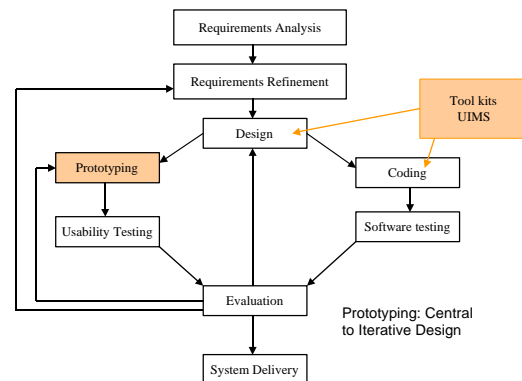 Requirements Analysis
Requirements Refinement
Tool kits
UIMS
Design
Prototyping
Coding
Usability Testing
Software testing
Evaluation
Prototyping: Central
to Iterative Design
System Delivery